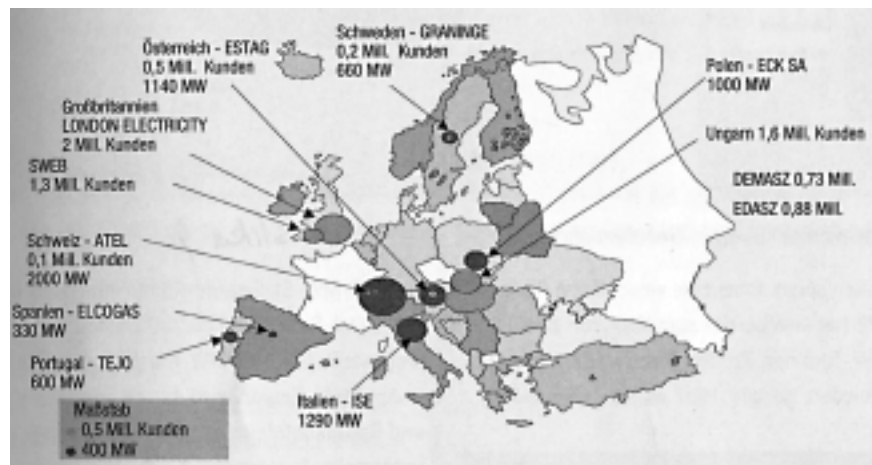 Österreich - ESTAG
0,5 Mill. Kunden
1140 MW
Schweden - GRANINGE
0,2 Mill. Kunden
660 MW
Polen - ECK SA
1000 MW
Großbritannien
LONDON ELECTRICITY
2 Mill. Kunden
Ungarn 1,6 Mill. Kunden
SWEB
1,3 Mill. Kunden
DEMASZ 0,73 Mill.
EDASZ 0,88 Mill.
Schweiz - ATEL
0,1 Mill. Kunden
2000 MW
Spanien - ELCOGAS
330 MW
Portugal - TEJO
600 MW
Italien - ISE
1290 MW
Maßstab
0,5 Mill. Kunden
400 MW